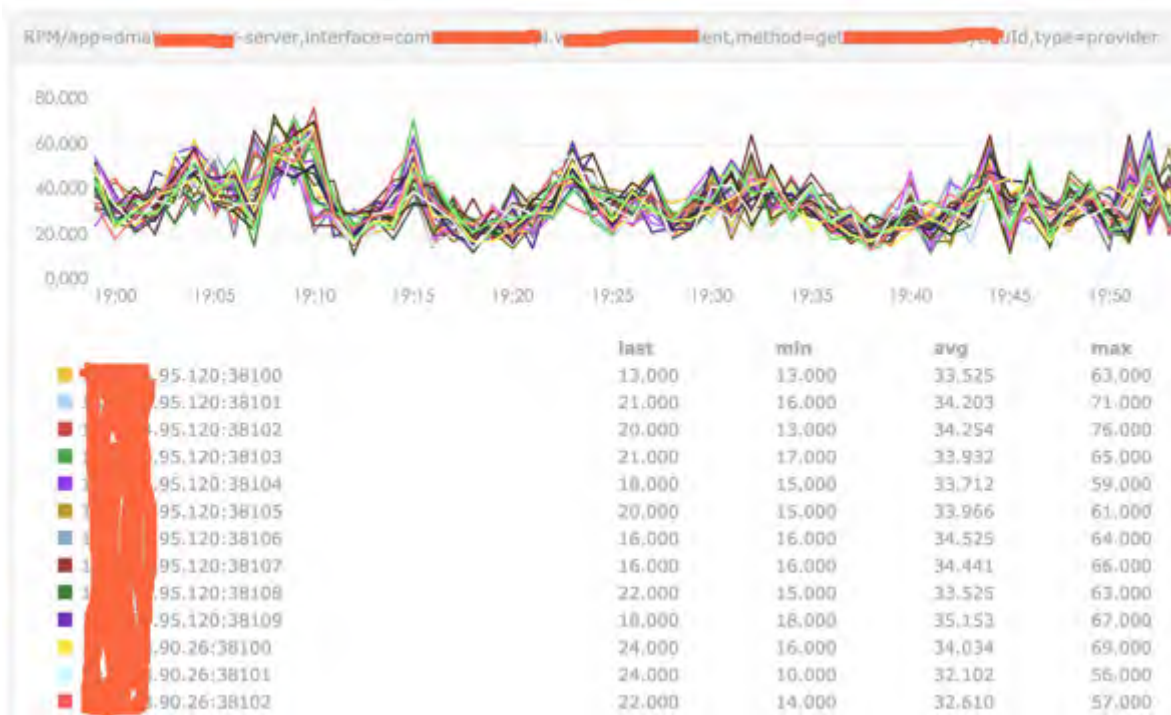 RPM/app=dmal -server,interface=com ,method=get Id,type=provider
80,000
60,000
40,000
20,000
0,000
19:00 19:05 19:10 19:15 19:20 19:25 19:30 19:35 19:40 19:45 19:50
last min avg max
.95.120:38100 13,000 13,000 33,525 63,000
.95.120:38101 21,000 16,000 34,203 71,000
.95.120:38102 20,000 13,000 34,254 76,000
.95.120:38103 21,000 17,000 33,932 65,000
.95.120:38104 18,000 15,000 33,712 59,000
.95.120:38105 20,000 15,000 33,966 61,000
.95.120:38106 16,000 16,000 34,525 64,000
.95.120:38107 16,000 16,000 34,441 66,000
.95.120:38108 22,000 15,000 33,525 63,000
.95.120:38109 18,000 18,000 35,153 67,000
.90.26:38100 24,000 16,000 34,034 69,000
.90.26:38101 24,000 10,000 32,102 56,000
.90.26:38102 22,000 14,000 32,610 57,000